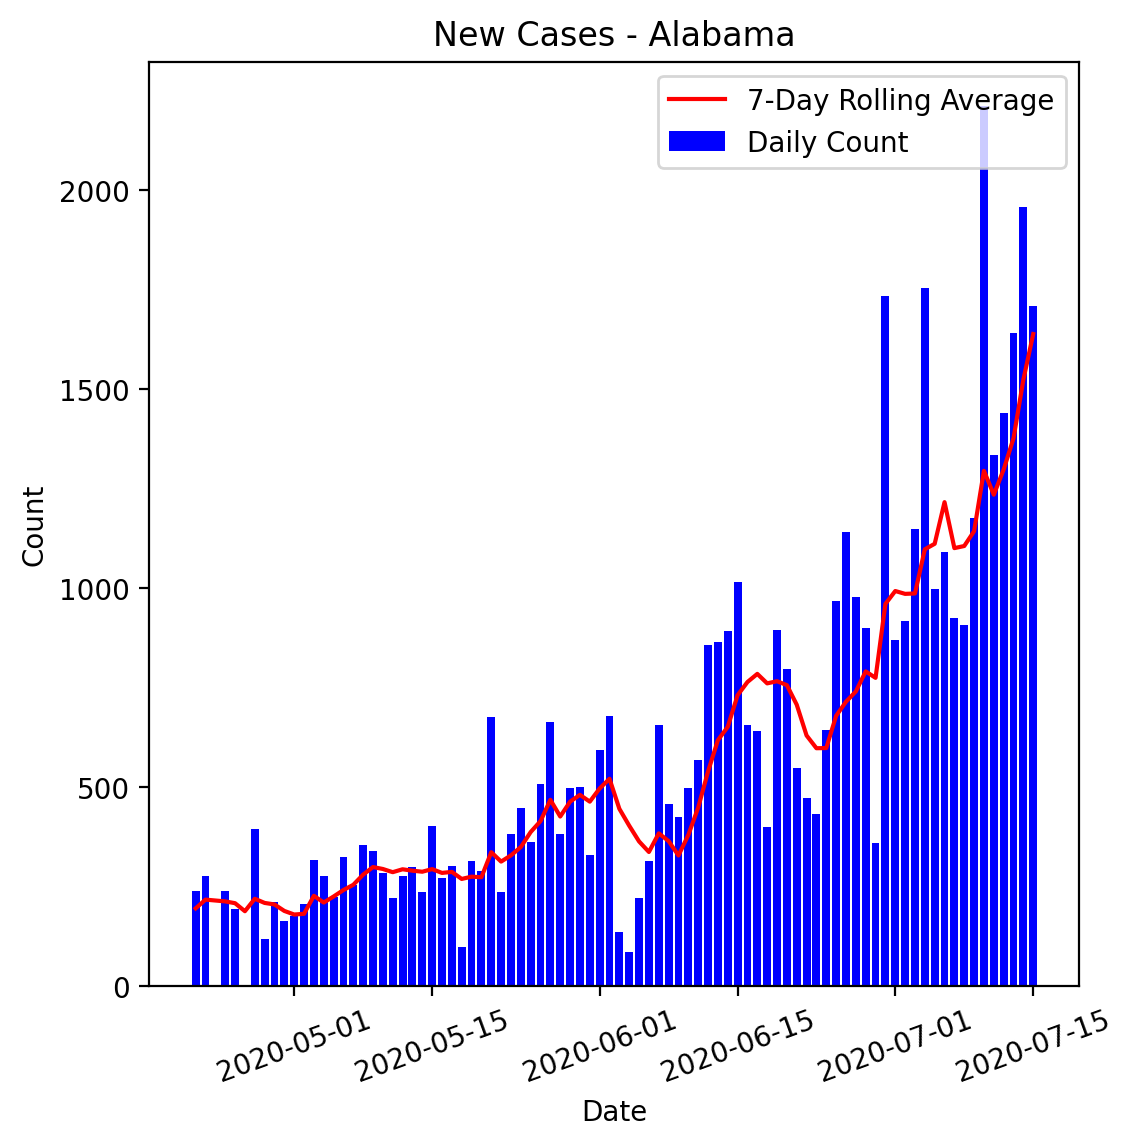 New Cases - Alabama
7-Day Rolling Average
Daily Count
2000
1500
1000
500
0
Count
2020-05-01
2020-05-15
2020-06-01
2020-06-15
2020-07-01
2020-07-15
Date